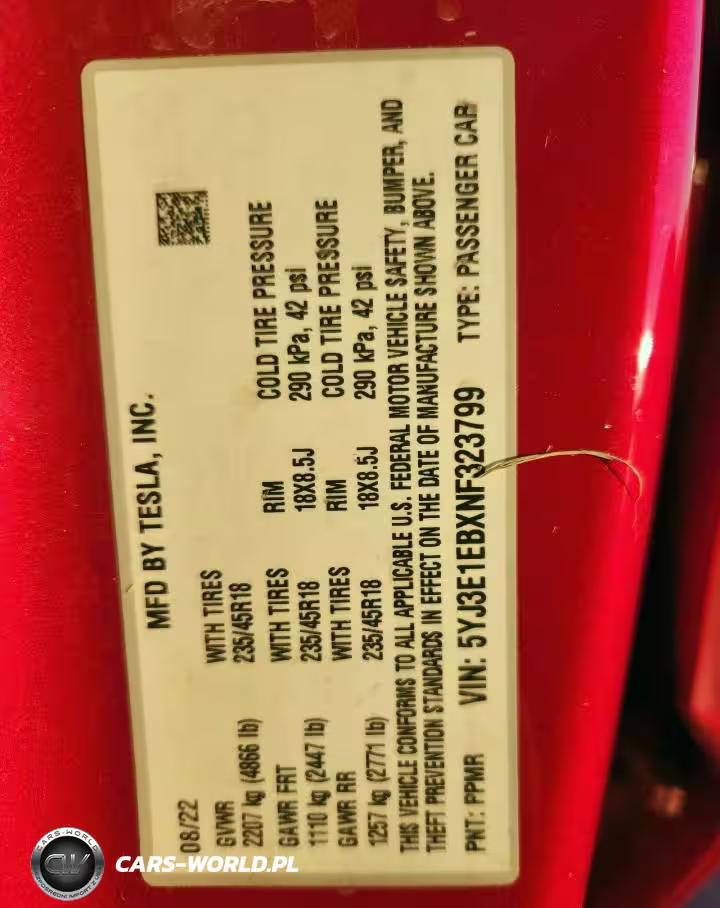 MFD BY TESLA, INC.
08/22
GVWR WITH TIRES
2207 kg (4866 lb) 235/45R18
GAWR FRT WITH TIRES RIM COLD TIRE PRESSURE
1110 kg (2447 lb) 235/45R18 18X8.5J 290 kPa, 42 psi
GAWR RR WITH TIRES RIM COLD TIRE PRESSURE
1257 kg (2771 lb) 235/45R18 18X8.5J 290 kPa, 42 psi
THIS VEHICLE CONFORMS TO ALL APPLICABLE U.S. FEDERAL MOTOR VEHICLE SAFETY, BUMPER, AND
THEFT PREVENTION STANDARDS IN EFFECT ON THE DATE OF MANUFACTURE SHOWN ABOVE.
PNT: PPMR VIN: 5YJ3E1EBXNF323799 TYPE: PASSENGER CAR
CARS-WORLD
CW
CARS-WORLD.PL